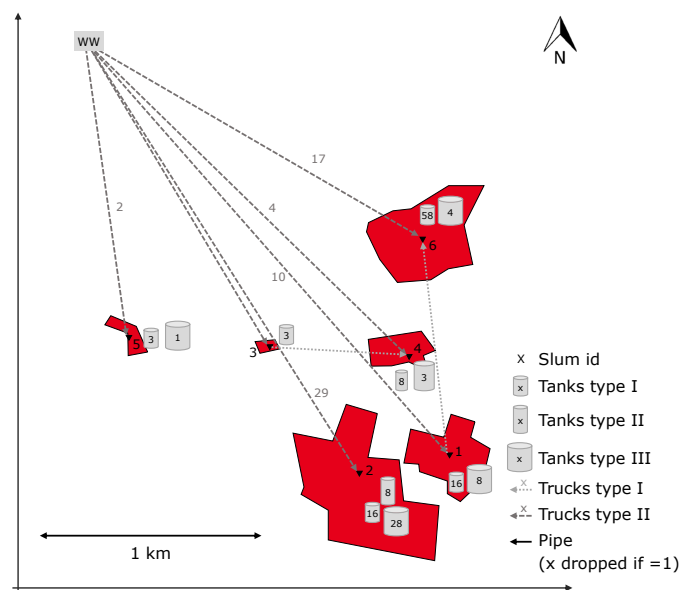 WW
N
17
2
4
58
4
6
10
5
3
1
3
3
4
8
3
29
1
16
8
2
8
16
28
1 km
x Slum id
x Tanks type I
x Tanks type II
x Tanks type III
x Trucks type I
x Trucks type II
Pipe
(x dropped if =1)